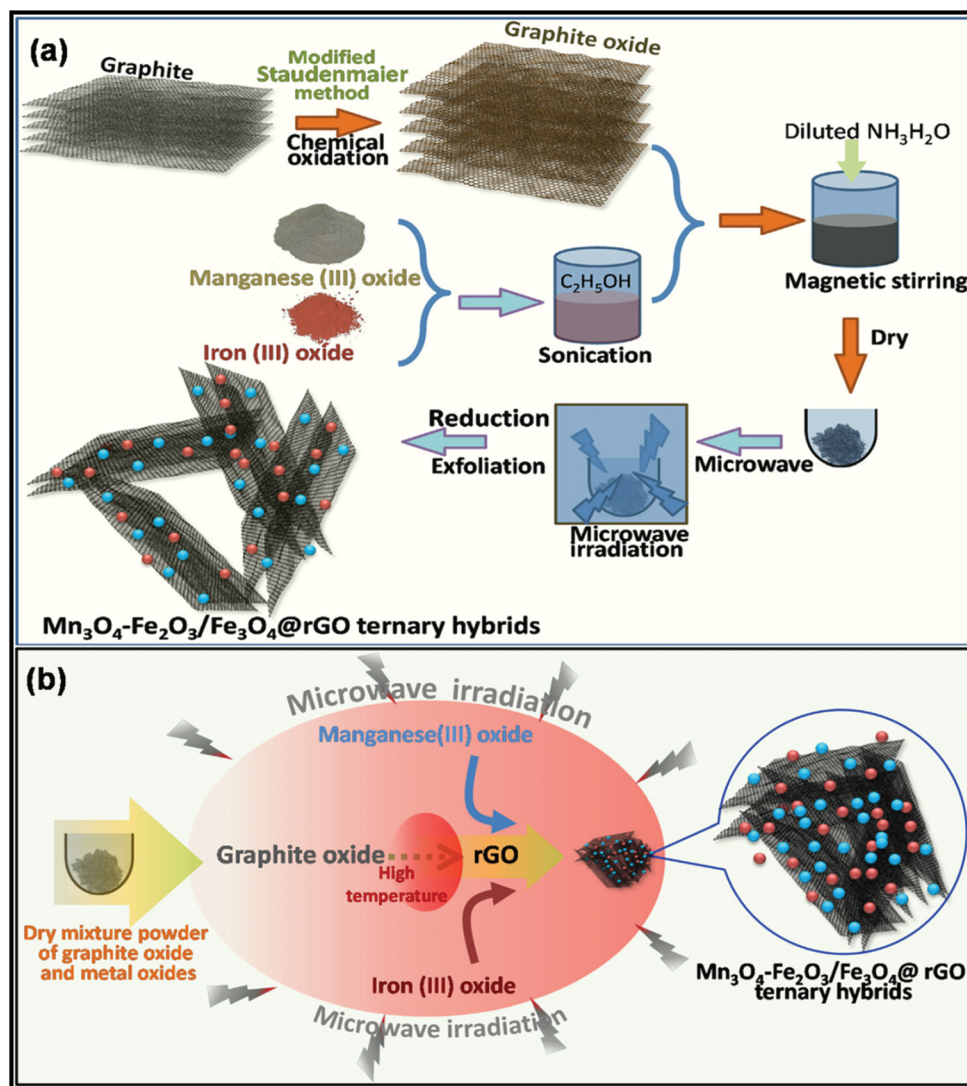 (a)
Graphite
Modified
Staudenmaier
method
Chemical
oxidation
Graphite oxide
Diluted NH₃H₂O
Manganese (III) oxide
Iron (III) oxide
C₂H₅OH
Sonication
Magnetic stirring
Dry
Reduction
Exfoliation
Microwave
irradiation
Microwave
Mn₃O₄-Fe₂O₃/Fe₃O₄@rGO ternary hybrids
(b)
Microwave irradiation
Manganese(III) oxide
Graphite oxide
High
temperature
rGO
Dry mixture powder
of graphite oxide
and metal oxides
Iron (III) oxide
Microwave irradiation
Mn₃O₄-Fe₂O₃/Fe₃O₄@ rGO
ternary hybrids